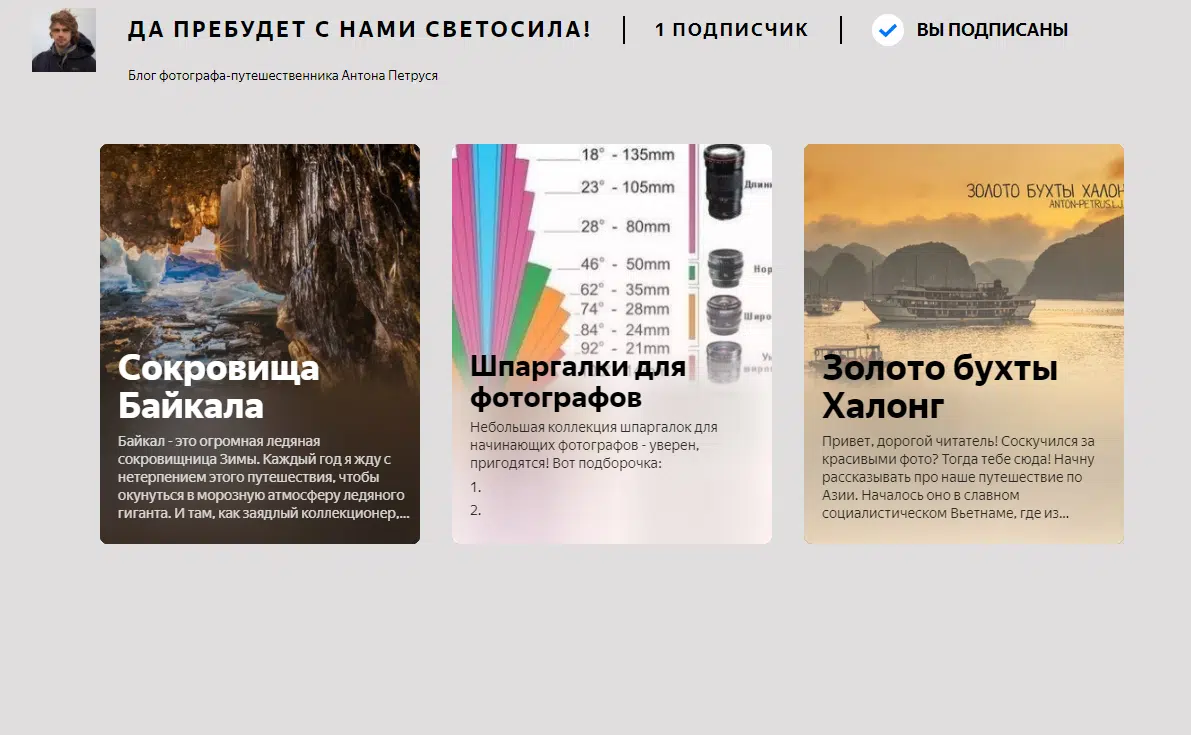 ДА ПРЕБУДЕТ С НАМИ СВЕТОСИЛА!
1 ПОДПИСЧИК
ВЫ ПОДПИСАНЫ
Блог фотографа-путешественника Антона Петруся
Сокровища
Байкала
Байкал - это огромная ледяная
сокровищница Зимы. Каждый год я жду с
нетерпением этого путешествия, чтобы
окунуться в морозную атмосферу ледяного
гиганта. И там, как заядлый коллекционер,...
18° - 135mm
23° - 105mm
28° - 80mm
46° - 50mm
62° - 35mm
74° - 28mm
84° - 24mm
92° - 21mm
Длинн
Нор
Широ
Шпаргалки для
фотографов
Небольшая коллекция шпаргалок для
начинающих фотографов - уверен,
пригодятся! Вот подборочка:
1.
2.
ЗОЛОТО БУХТЫ ХАЛОН
ANTON-PETRUS.LJ
Золото бухты
Халонг
Привет, дорогой читатель! Соскучился за
красивыми фото? Тогда тебе сюда! Начну
рассказывать про наше путешествие по
Азии. Началось оно в славном
социалистическом Вьетнаме, где из...